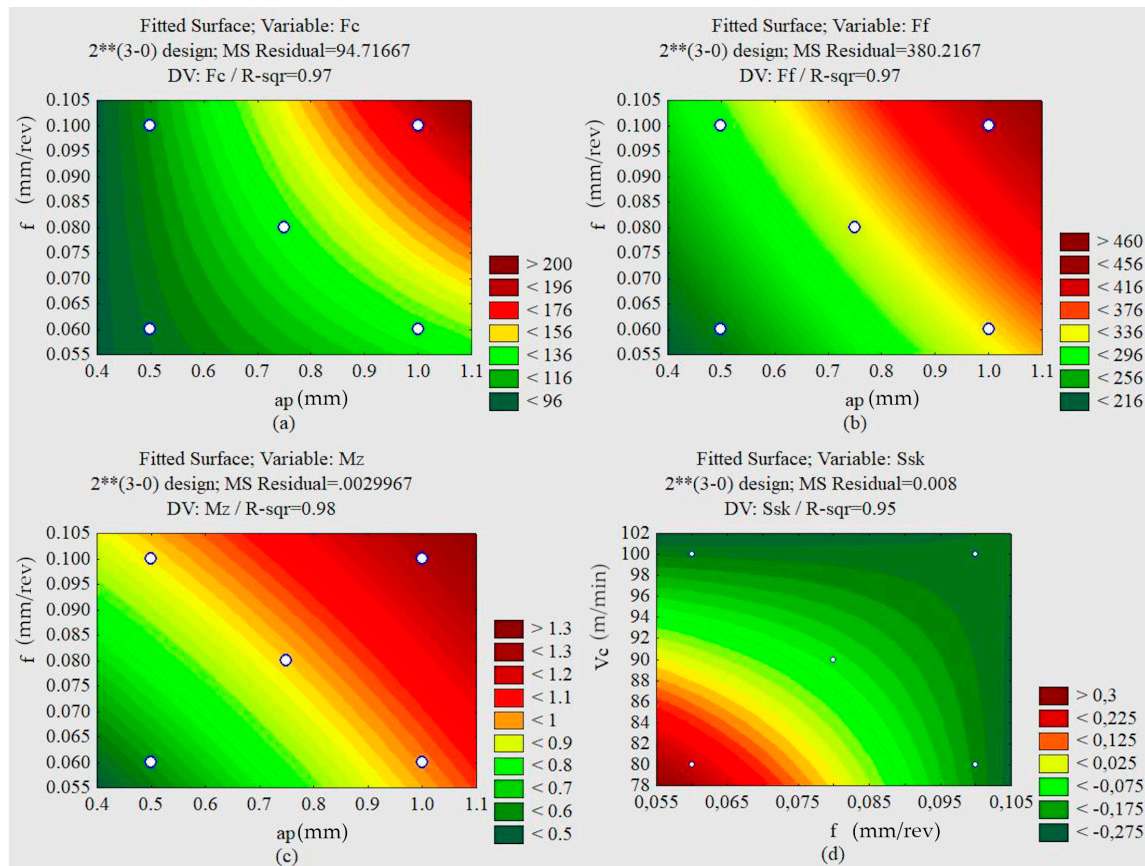 Fitted Surface; Variable: Fc
2**(3-0) design; MS Residual=94.71667
DV: Fc / R-sqr=0.97
f (mm/rev)
0.105
0.100
0.095
0.090
0.085
0.080
0.075
0.070
0.065
0.060
0.055
0.4 0.5 0.6 0.7 0.8 0.9 1.0 1.1
ap (mm)
(a)
> 200
< 196
< 176
< 156
< 136
< 116
< 96
Fitted Surface; Variable: Ff
2**(3-0) design; MS Residual=380.2167
DV: Ff / R-sqr=0.97
f (mm/rev)
0.105
0.100
0.095
0.090
0.085
0.080
0.075
0.070
0.065
0.060
0.055
0.4 0.5 0.6 0.7 0.8 0.9 1.0 1.1
ap (mm)
(b)
> 460
< 456
< 416
< 376
< 336
< 296
< 256
< 216
Fitted Surface; Variable: Mz
2**(3-0) design; MS Residual=.0029967
DV: Mz / R-sqr=0.98
f (mm/rev)
0.105
0.100
0.095
0.090
0.085
0.080
0.075
0.070
0.065
0.060
0.055
0.4 0.5 0.6 0.7 0.8 0.9 1.0 1.1
ap (mm)
(c)
> 1.3
< 1.3
< 1.2
< 1.1
< 1
< 0.9
< 0.8
< 0.7
< 0.6
< 0.5
Fitted Surface; Variable: Ssk
2**(3-0) design; MS Residual=0.008
DV: Ssk / R-sqr=0.95
Vc (m/min)
102
100
98
96
94
92
90
88
86
84
82
80
78
0,055 0,065 0,075 0,085 0,095 0,105
f (mm/rev)
(d)
> 0,3
< 0,225
< 0,125
< 0,025
< -0,075
< -0,175
< -0,275